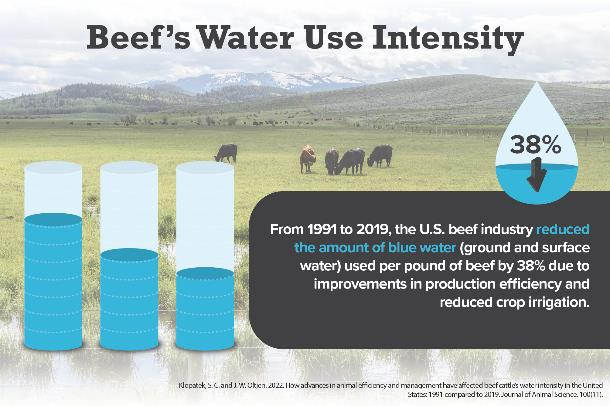 Beef's Water Use Intensity
38%
From 1991 to 2019, the U.S. beef industry reduced
the amount of blue water (ground and surface
water) used per pound of beef by 38% due to
improvements in production efficiency and
reduced crop irrigation.
Klopatek, S. C. and J. W. Oltjen. 2022. How advances in animal efficiency and management have affected beef cattle's water intensity in the United
States: 1991 compared to 2019. Journal of Animal Science. 100(11).